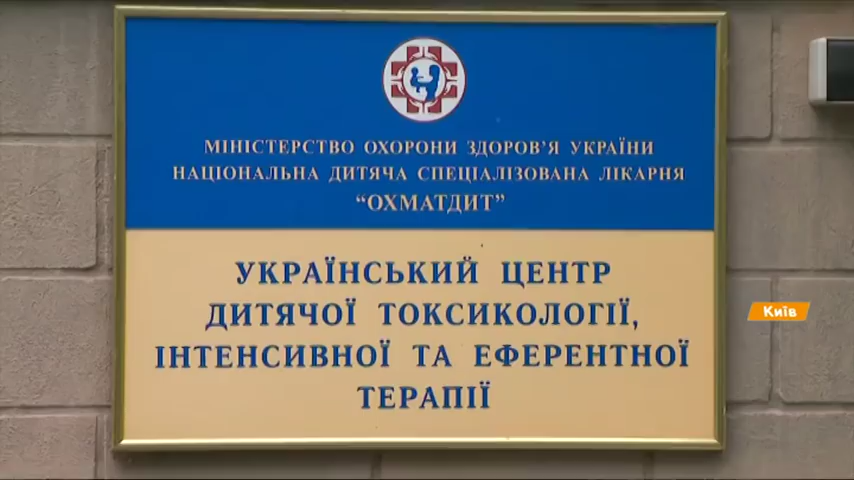 МІНІСТЕРСТВО ОХОРОНИ ЗДОРОВ'Я УКРАЇНИ
НАЦІОНАЛЬНА ДИТЯЧА СПЕЦІАЛІЗОВАНА ЛІКАРНЯ
“ОХМАТДИТ”
УКРАЇНСЬКИЙ ЦЕНТР
ДИТЯЧОЇ ТОКСИКОЛОГІЇ,
ІНТЕНСИВНОЇ ТА ЕФЕРЕНТНОЇ
ТЕРАПІЇ
Київ